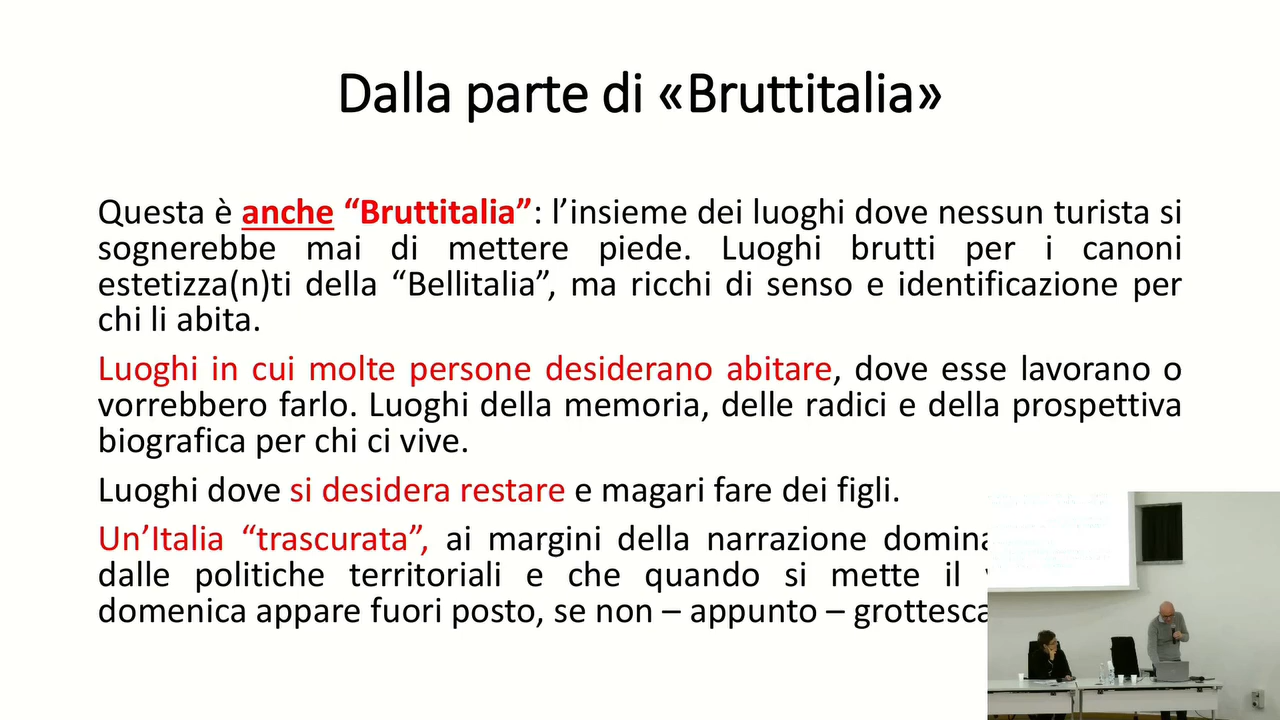 Dalla parte di «Bruttitalia»
Questa è anche “Bruttitalia”: l’insieme dei luoghi dove nessun turista si
sognerebbe mai di mettere piede. Luoghi brutti per i canoni
estetizza(n)ti della “Bellitalia”, ma ricchi di senso e identificazione per
chi li abita.
Luoghi in cui molte persone desiderano abitare, dove esse lavorano o
vorrebbero farlo. Luoghi della memoria, delle radici e della prospettiva
biografica per chi ci vive.
Luoghi dove si desidera restare e magari fare dei figli.
Un’Italia “trascurata”, ai margini della narrazione
dalle politiche territoriali e che quando si mette il
domenica appare fuori posto, se non – appunto – grottesca